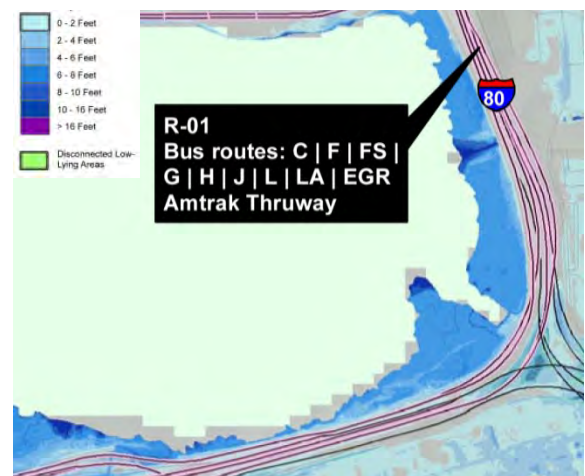 0 - 2 Feet
2 - 4 Feet
4 - 6 Feet
6 - 8 Feet
8 - 10 Feet
10 - 16 Feet
> 16 Feet
Disconnected Low-
Lying Areas
R-01
Bus routes: C | F | FS |
G | H | J | L | LA | EGR
Amtrak Thruway
80